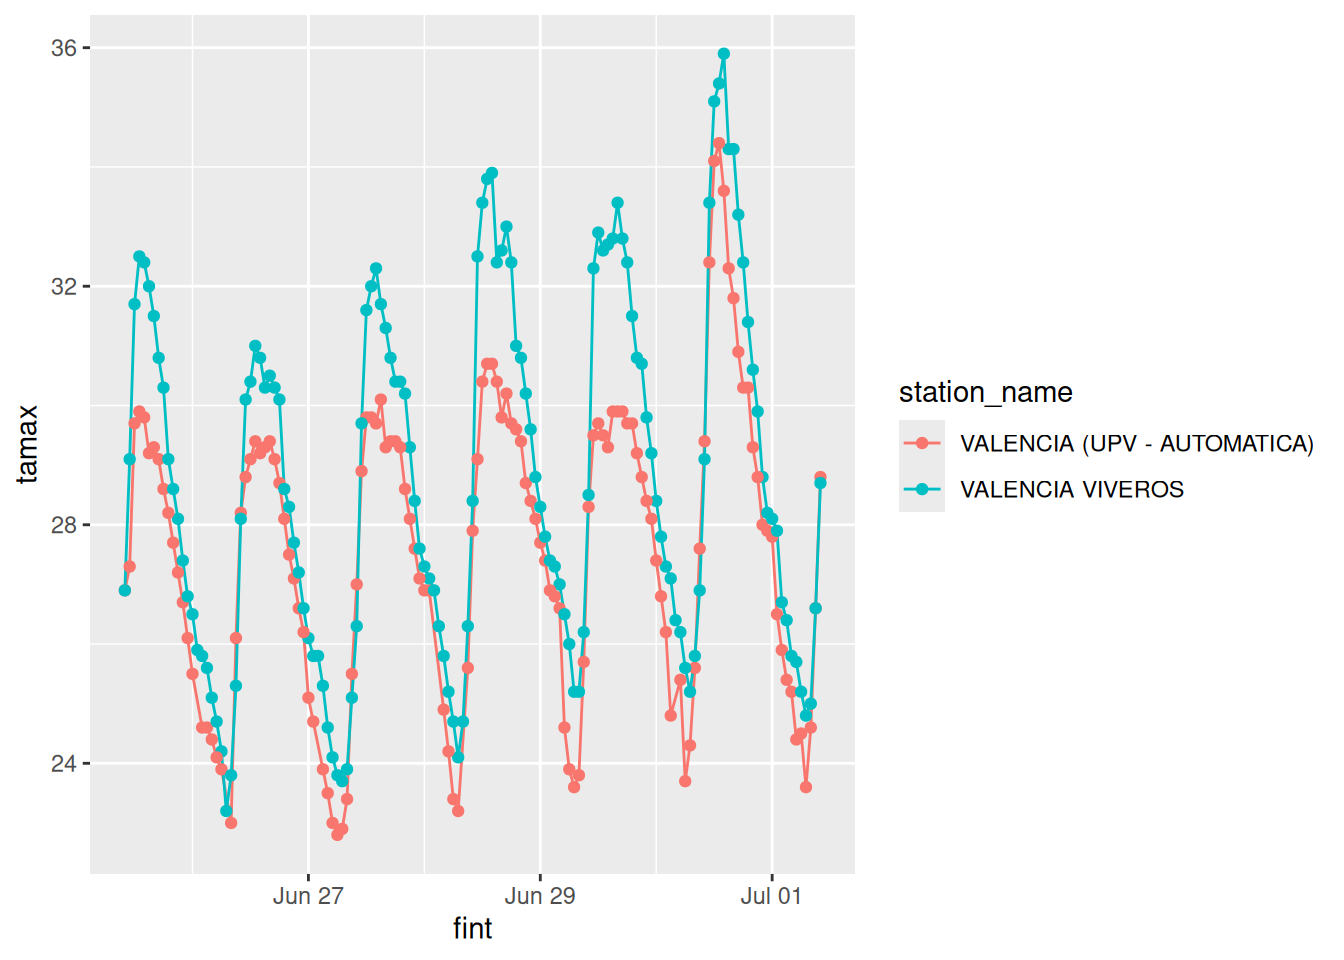 36
32
28
24
tamax
Jun 27
Jun 29
Jul 01
fint
station_name
VALENCIA (UPV - AUTOMATICA)
VALENCIA VIVEROS